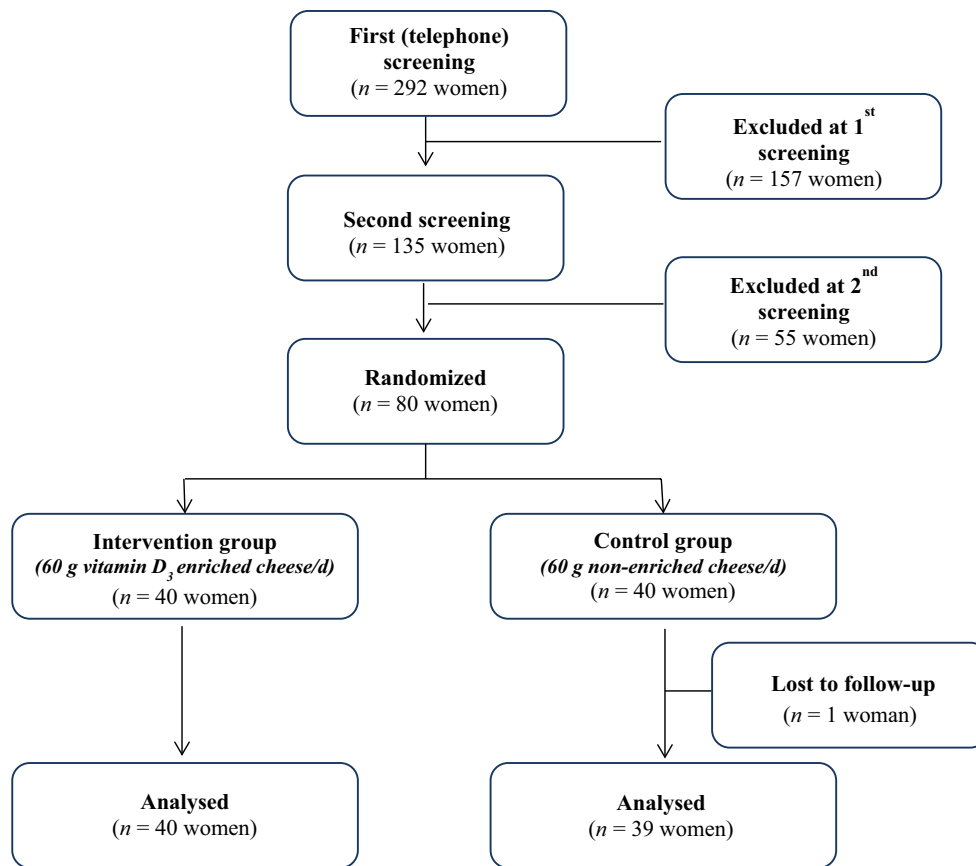 First (telephone)
screening
(n = 292 women)
Excluded at 1st
screening
(n = 157 women)
Second screening
(n = 135 women)
Excluded at 2nd
screening
(n = 55 women)
Randomized
(n = 80 women)
Intervention group
(60 g vitamin D3 enriched cheese/d)
(n = 40 women)
Control group
(60 g non-enriched cheese/d)
(n = 40 women)
Lost to follow-up
(n = 1 woman)
Analysed
(n = 40 women)
Analysed
(n = 39 women)